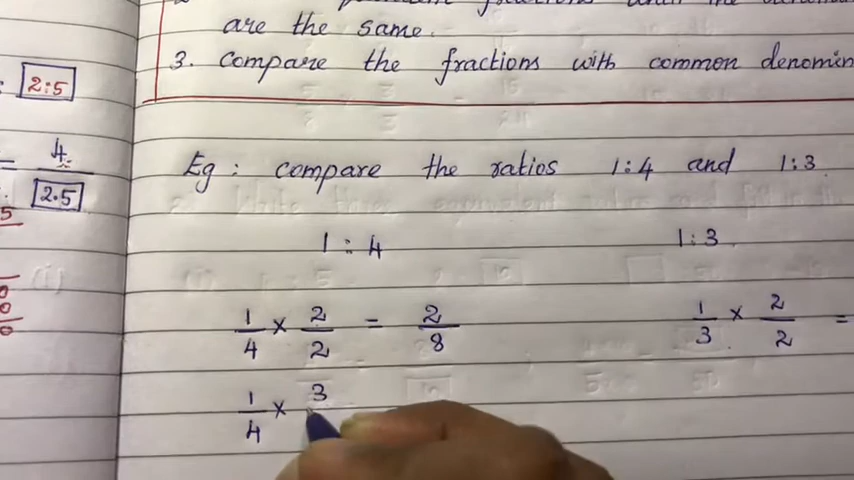 are the same.
3. Compare the fractions with common denomin
2:5
Eg : compare the ratios 1:4 and 1:3
= 4
2.5
1 : 4 1:3
1/4 × 2/2 = 2/8 1/3 × 2/2 =
1/4 × 3